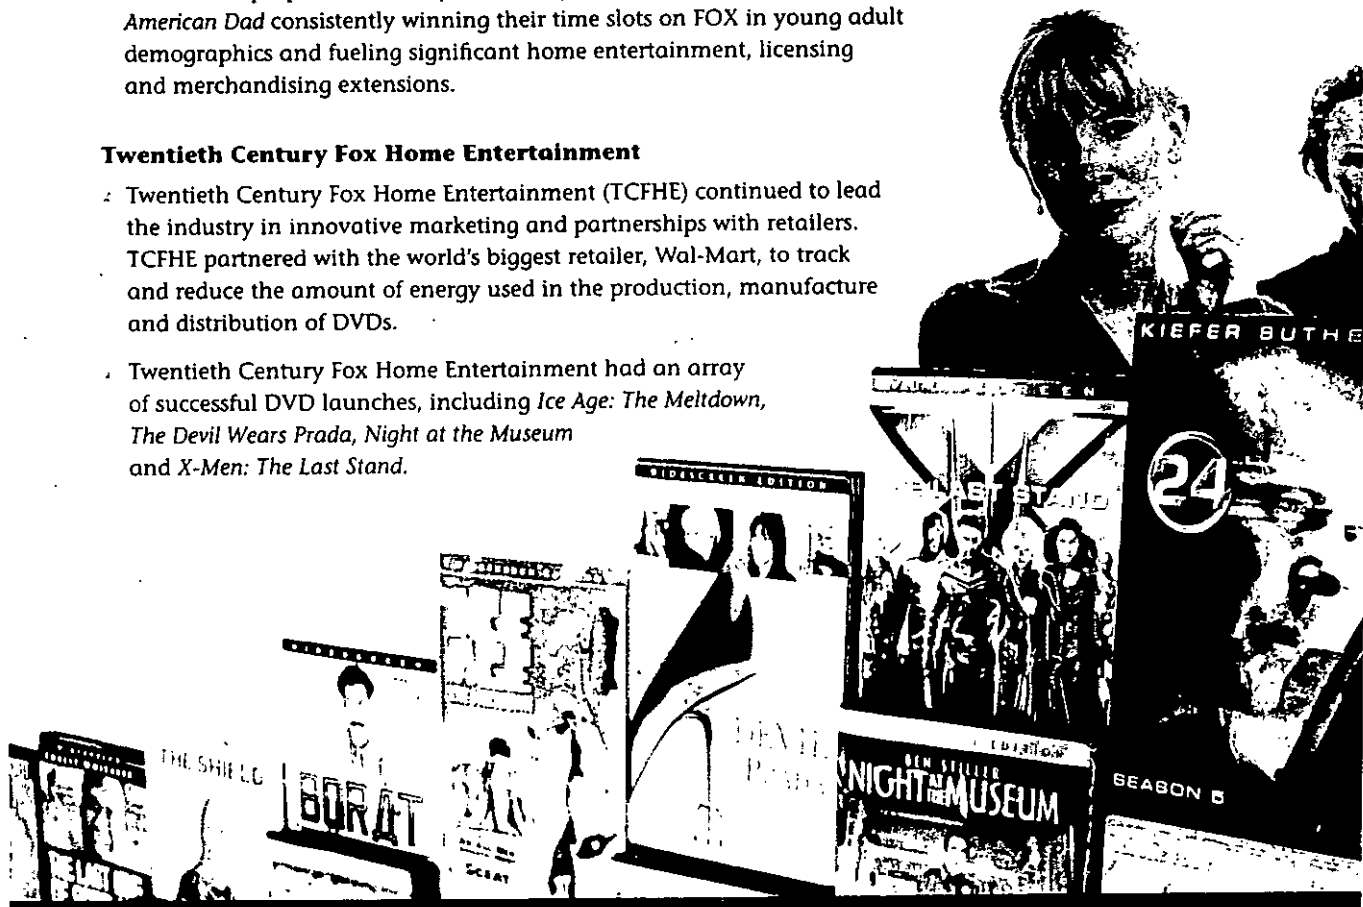 American Dad consistently winning their time slots on FOX in young adult
demographics and fueling significant home entertainment, licensing
and merchandising extensions.
Twentieth Century Fox Home Entertainment
Twentieth Century Fox Home Entertainment (TCFHE) continued to lead
the industry in innovative marketing and partnerships with retailers.
TCFHE partnered with the world's biggest retailer, Wal-Mart, to track
and reduce the amount of energy used in the production, manufacture
and distribution of DVDs.
Twentieth Century Fox Home Entertainment had an array
of successful DVD launches, including Ice Age: The Meltdown,
The Devil Wears Prada, Night at the Museum
and X-Men: The Last Stand.
KIEFER
24
LAST STAND
WIDESCREEN EDITION
THE SHIELD
BORAT
SCRAT
BEN STILLER
NIGHT AT THE MUSEUM
EDITION
SEASON 5